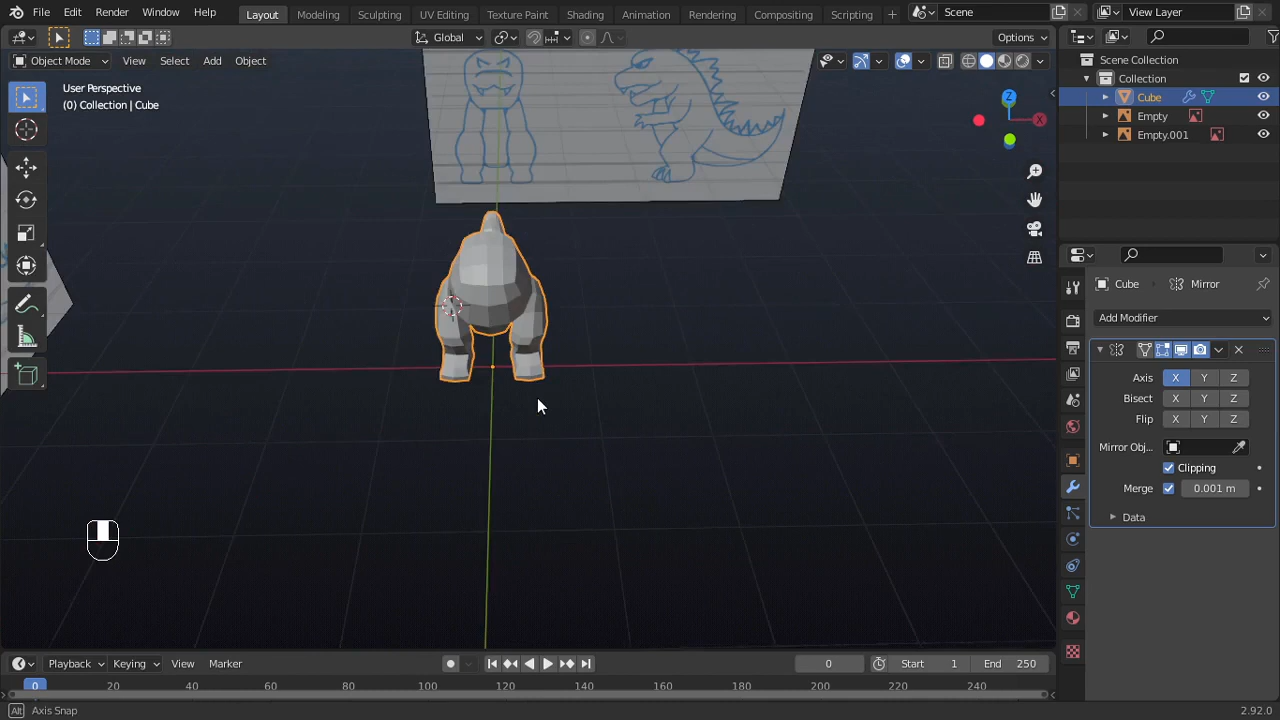 File Edit Render Window Help Layout Modeling Sculpting UV Editing Texture Paint Shading Animation Rendering Compositing Scripting + Scene View Layer
Global Options
Object Mode View Select Add Object
User Perspective
(0) Collection | Cube
Z
X
Scene Collection
Collection
Cube
Empty
Empty.001
Cube Mirror
Add Modifier
Axis X Y Z
Bisect X Y Z
Flip X Y Z
Mirror Obj..
Clipping
Merge 0.001 m
Data
Playback Keying View Marker 0 Start 1 End 250
0 20 40 60 80 100 120 140 160 180 200 220 240
Alt Axis Snap 2.92.0